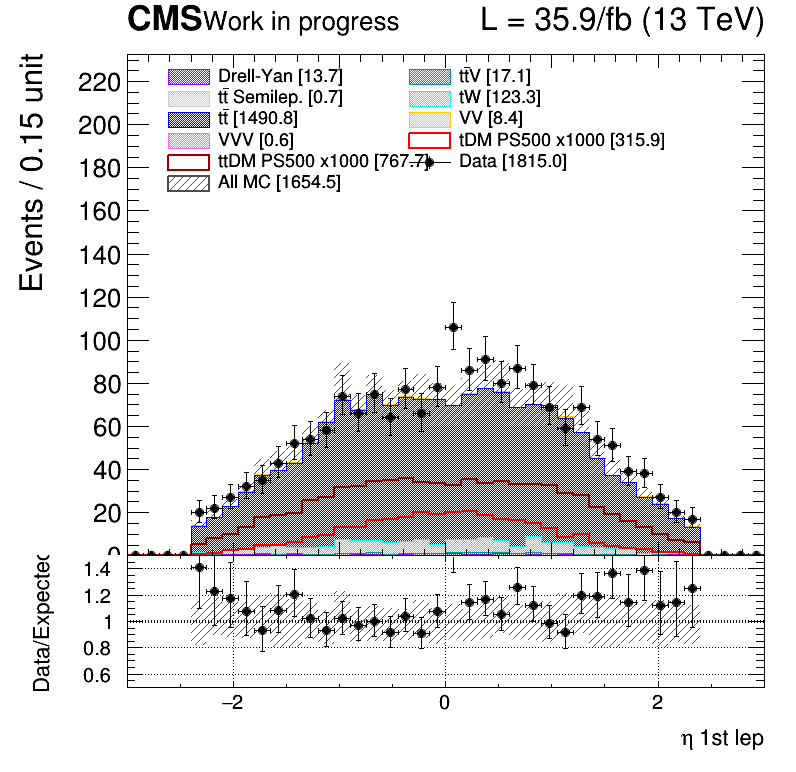 CMS Work in progress L = 35.9/fb (13 TeV)
Events / 0.15 unit
220
200
180
160
140
120
100
80
60
40
20
0
Drell-Yan [13.7]
tt̄ Semilep. [0.7]
tt̄ [1490.8]
VVV [0.6]
ttDM PS500 x1000 [767.7]
All MC [1654.5]
tt̄V [17.1]
tW [123.3]
VV [8.4]
tDM PS500 x1000 [315.9]
Data [1815.0]
Data/Expected
1.4
1.2
1
0.8
0.6
−2 0 2
η 1st lep